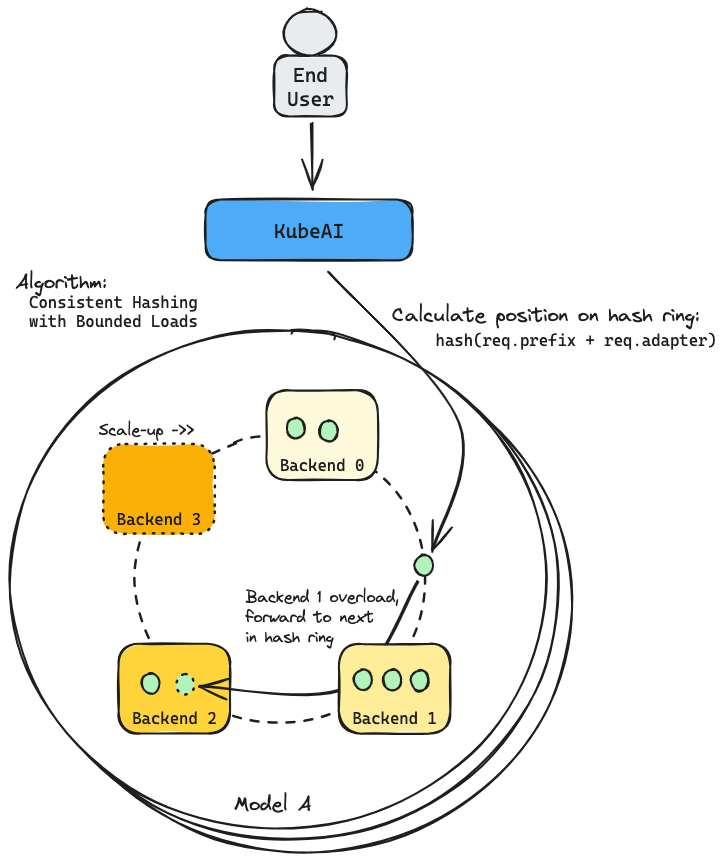 End
User
KubeAI
Algorithm:
Consistent Hashing
with Bounded Loads
Calculate position on hash ring:
hash(req.prefix + req.adapter)
Scale-up ->>
Backend 0
Backend 3
Backend 1 overload,
forward to next
in hash ring
Backend 2
Backend 1
Model A